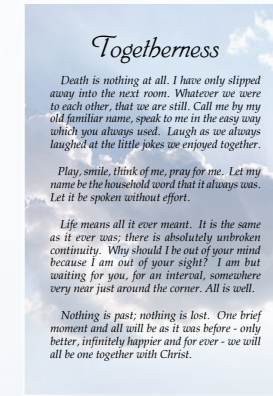 Togetherness
Death is nothing at all. I have only slipped
away into the next room. Whatever we were
to each other, that we are still. Call me by my
old familiar name, speak to me in the easy way
which you always used. Laugh as we always
laughed at the little jokes we enjoyed together.
Play, smile, think of me, pray for me. Let my
name be the household word that it always was.
Let it be spoken without effort.
Life means all it ever meant. It is the same
as it ever was; there is absolutely unbroken
continuity. Why should I be out of your mind
because I am out of your sight? I am but
waiting for you, for an interval, somewhere
very near just around the corner. All is well.
Nothing is past; nothing is lost. One brief
moment and all will be as it was before - only
better, infinitely happier and for ever - we will
all be one together with Christ.